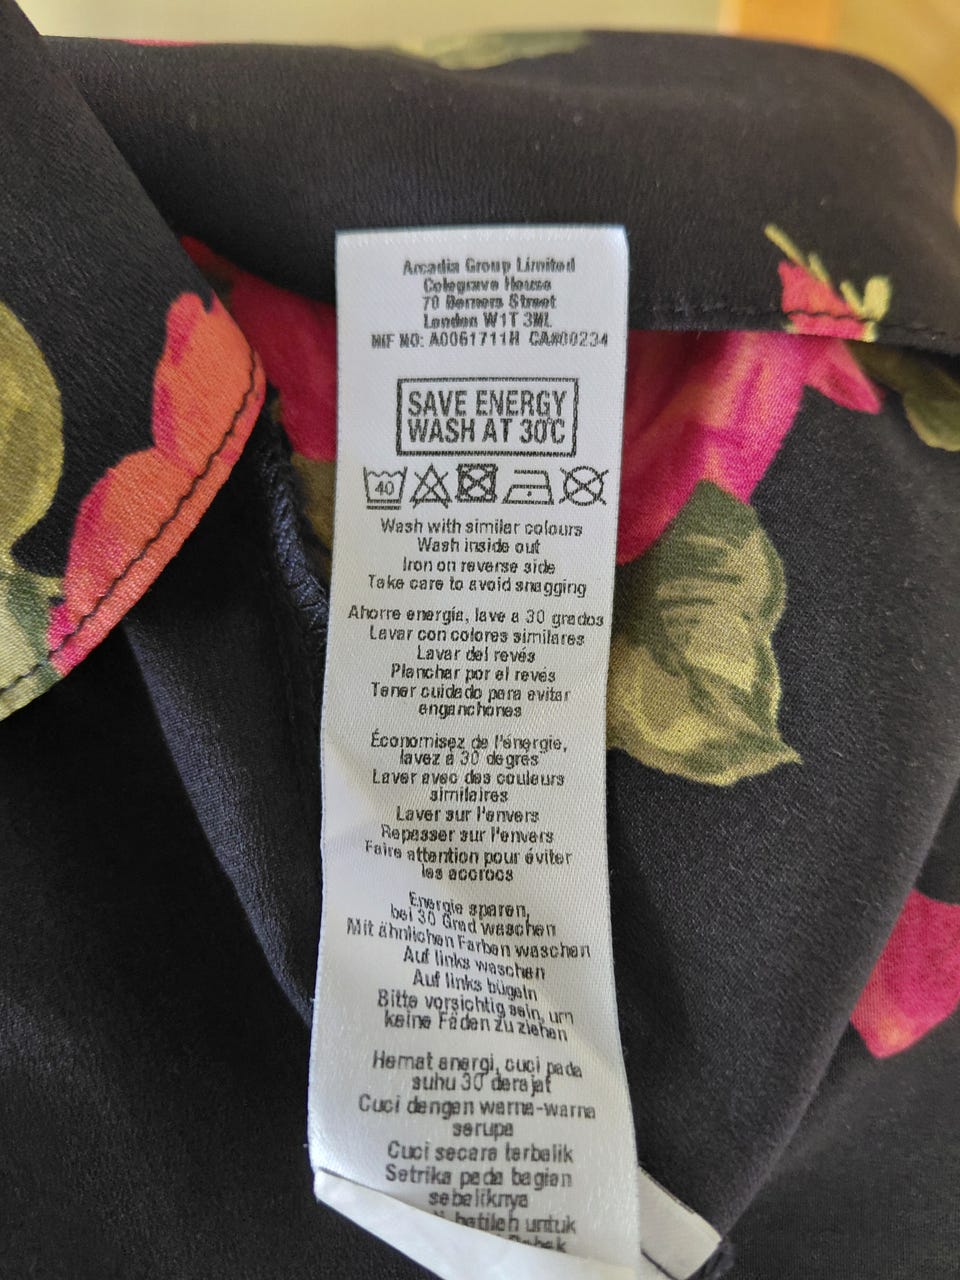 Arcadia Group Limited
Colegrave House
70 Berners Street
London W1T 3NL
NIF NO: A0061711H CA#00234
SAVE ENERGY
WASH AT 30°C
40
Wash with similar colours
Wash inside out
Iron on reverse side
Take care to avoid snagging
Ahorre energía, lave a 30 grados
Lavar con colores similares
Lavar del revés
Planchar por el revés
Tener cuidado para evitar
enganchones
Économisez de l'énergie,
lavez à 30 degrés
Laver avec des couleurs
similaires
Laver sur l'envers
Repasser sur l'envers
Faire attention pour éviter
les accrocs
Energie sparen,
bei 30 Grad waschen
Mit ähnlichen Farben waschen
Auf links waschen
Auf links bügeln
Bitte vorsichtig sein, um
keine Fäden zu ziehen
Hemat energi, cuci pada
suhu 30 derajat
Cuci dengan warna-warna
serupa
Cuci secara terbalik
Setrika pada bagian
sebaliknya
untuk